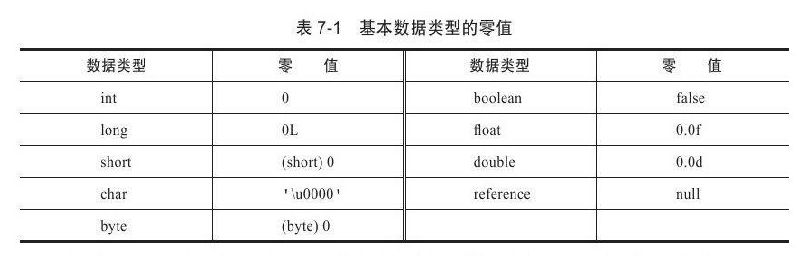 表 7-1 基本数据类型的零值
数据类型 零 值 数据类型 零 值
int 0 boolean false
long 0L float 0.0f
short (short) 0 double 0.0d
char '\u0000' reference null
byte (byte) 0